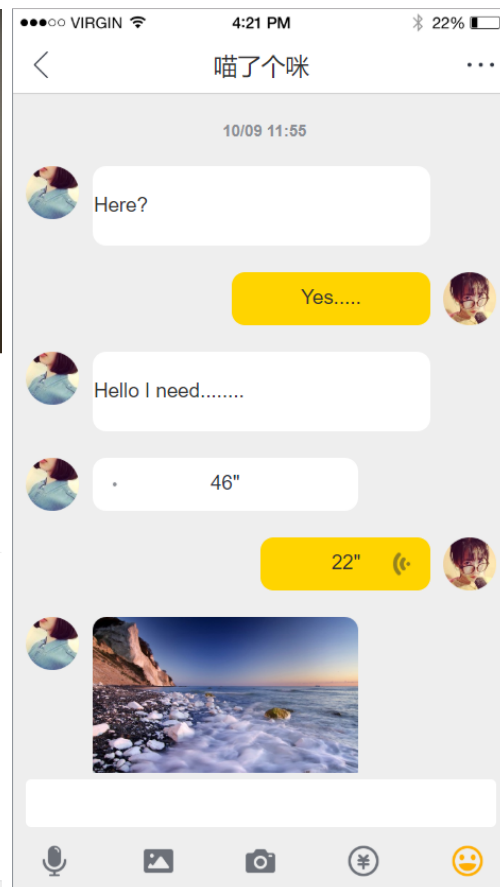 VIRGIN 4:21 PM 22%
喵了个咪
10/09 11:55
Here?
Yes.....
Hello I need........
46"
22"
¥